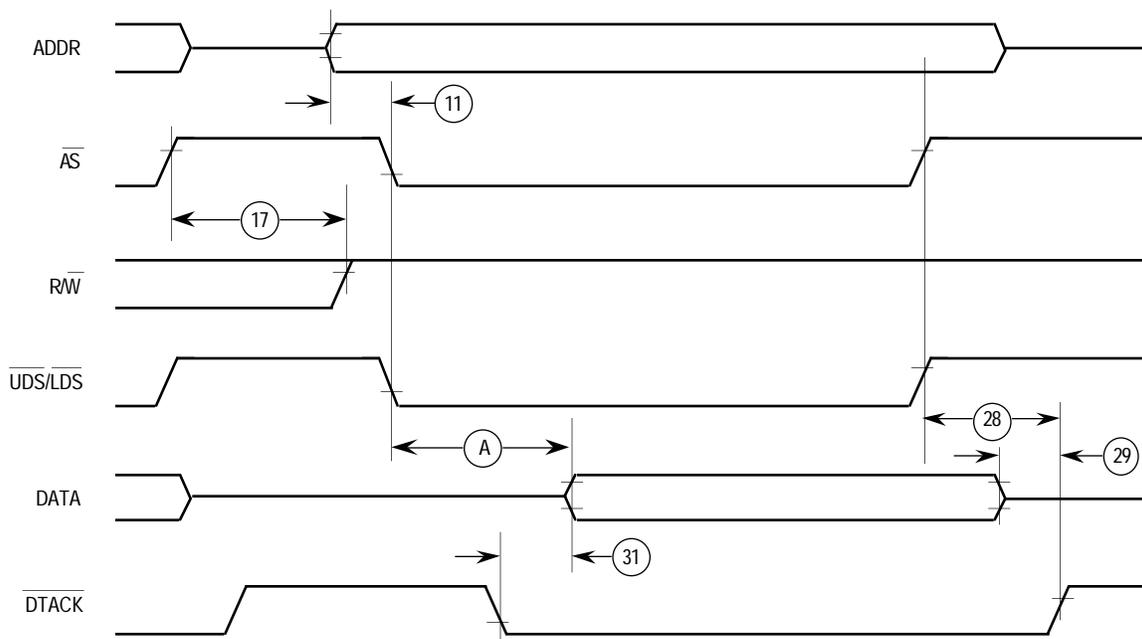 ADDR
11
AS
17
R/W
UDS/LDS
28
A
29
DATA
31
DTACK